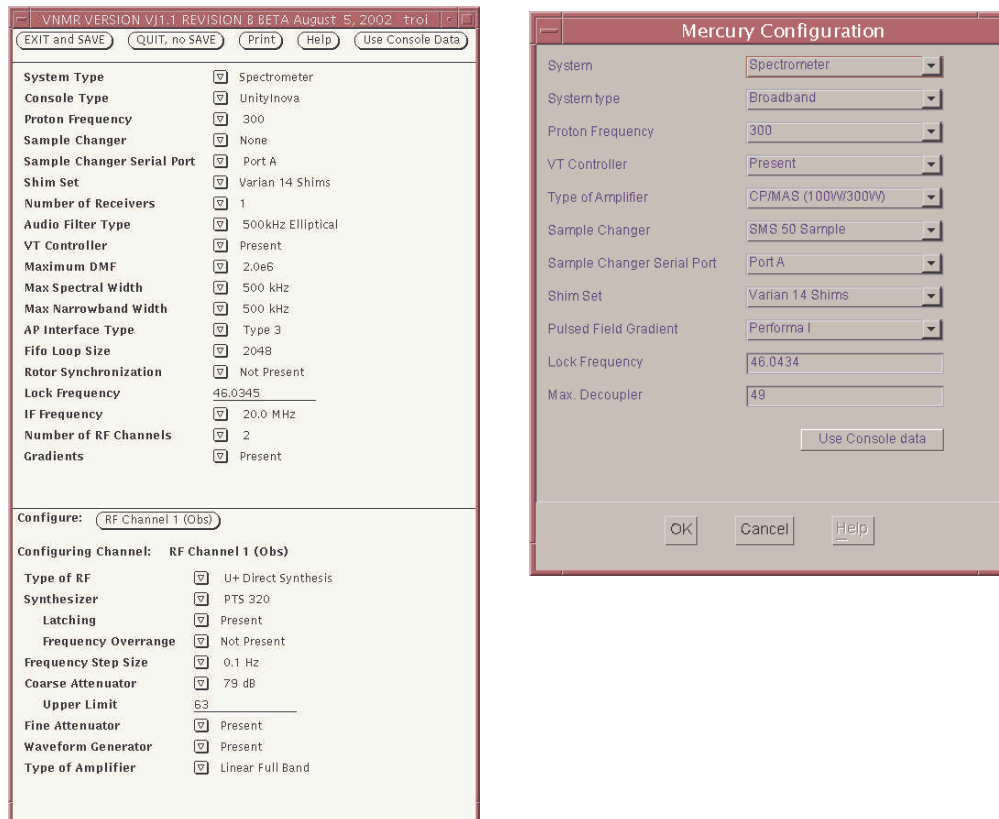 VNMR VERSION VJ1.1 REVISION B BETA August 5, 2002 troi
EXIT and SAVE QUIT, no SAVE Print Help Use Console Data
System Type Spectrometer
Console Type UnityInova
Proton Frequency 300
Sample Changer None
Sample Changer Serial Port Port A
Shim Set Varian 14 Shims
Number of Receivers 1
Audio Filter Type 500kHz Elliptical
VT Controller Present
Maximum DMF 2.0e6
Max Spectral Width 500 kHz
Max Narrowband Width 500 kHz
AP Interface Type Type 3
Fifo Loop Size 2048
Rotor Synchronization Not Present
Lock Frequency 46.0345
IF Frequency 20.0 MHz
Number of RF Channels 2
Gradients Present
Configure: RF Channel 1 (Obs)
Configuring Channel: RF Channel 1 (Obs)
Type of RF U+ Direct Synthesis
Synthesizer PTS 320
Latching Present
Frequency Overrange Not Present
Frequency Step Size 0.1 Hz
Coarse Attenuator 79 dB
Upper Limit 63
Fine Attenuator Present
Waveform Generator Present
Type of Amplifier Linear Full Band
Mercury Configuration
System Spectrometer
System type Broadband
Proton Frequency 300
VT Controller Present
Type of Amplifier CP/MAS (100W/300W)
Sample Changer SMS 50 Sample
Sample Changer Serial Port Port A
Shim Set Varian 14 Shims
Pulsed Field Gradient Performa I
Lock Frequency 46.0434
Max. Decoupler 49
Use Console data
OK Cancel Help